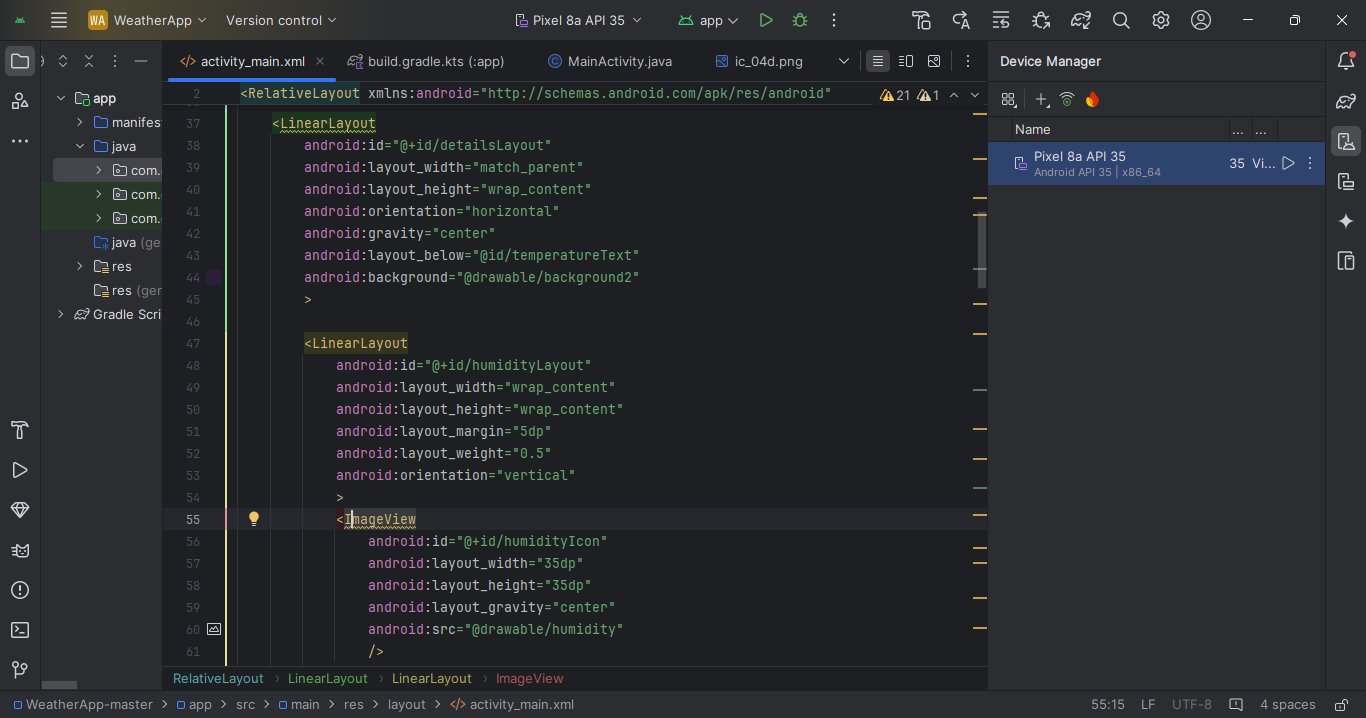 WA WeatherApp Version control Pixel 8a API 35 app
activity_main.xml build.gradle.kts (:app) MainActivity.java ic_04d.png Device Manager
app
manifes
java
com.
com.
com.
java (ge
res
res (ger
Gradle Scri
2 <RelativeLayout xmlns:android="http://schemas.android.com/apk/res/android" 21 1
37 <LinearLayout
38 android:id="@+id/detailsLayout"
39 android:layout_width="match_parent"
40 android:layout_height="wrap_content"
41 android:orientation="horizontal"
42 android:gravity="center"
43 android:layout_below="@id/temperatureText"
44 android:background="@drawable/background2"
45 >
46
47 <LinearLayout
48 android:id="@+id/humidityLayout"
49 android:layout_width="wrap_content"
50 android:layout_height="wrap_content"
51 android:layout_margin="5dp"
52 android:layout_weight="0.5"
53 android:orientation="vertical"
54 >
55 <ImageView
56 android:id="@+id/humidityIcon"
57 android:layout_width="35dp"
58 android:layout_height="35dp"
59 android:layout_gravity="center"
60 android:src="@drawable/humidity"
61 />
RelativeLayout > LinearLayout > LinearLayout > ImageView
Name ... ...
Pixel 8a API 35 35 Vi...
Android API 35 | x86_64
WeatherApp-master > app > src > main > res > layout > activity_main.xml 55:15 LF UTF-8 4 spaces